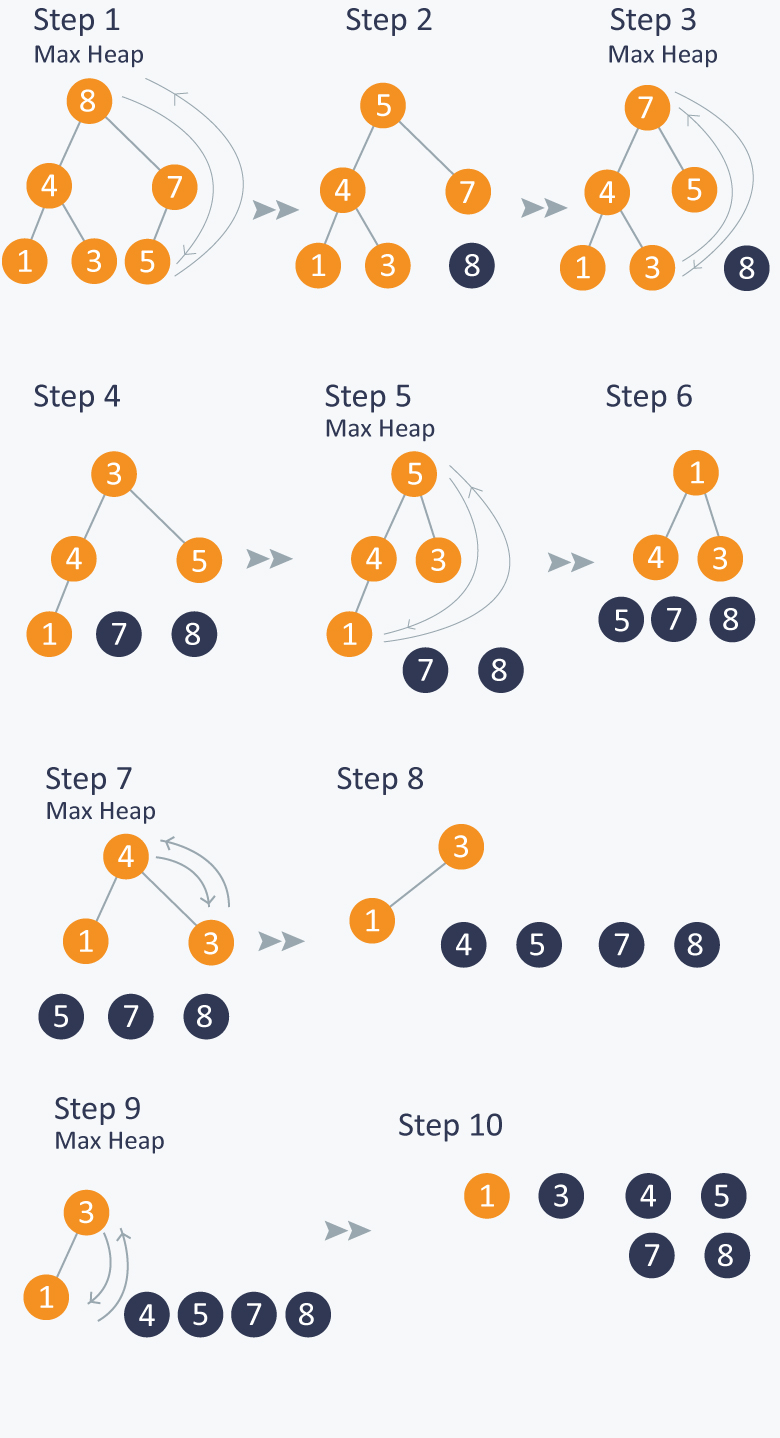 Step 1
Max Heap
8
4 7
1 3 5
Step 2
5
4 7
1 3 8
Step 3
Max Heap
7
4 5
1 3 8
Step 4
3
4 5
1 7 8
Step 5
Max Heap
5
4 3
1
7 8
Step 6
1
4 3
5 7 8
Step 7
Max Heap
4
1 3
5 7 8
Step 8
3
1
4 5 7 8
Step 9
Max Heap
3
1
4 5 7 8
Step 10
1 3 4 5
7 8